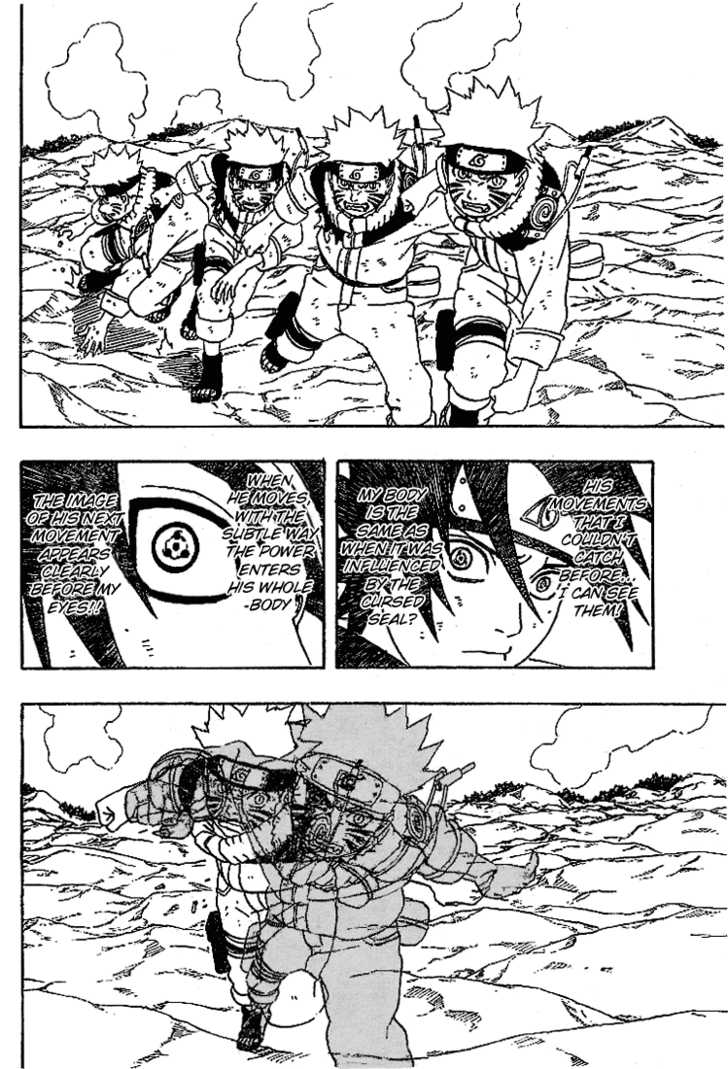 HIS
MOVEMENTS
THAT I
COULDN'T
CATCH
BEFORE...
I CAN SEE
THEM!
MY BODY
IS THE
SAME AS
WHEN IT WAS
INFLUENCED
BY THE
CURSED
SEAL?
WHEN
HE MOVES
WITH THE
SUBTLE WAY
THE POWER
ENTERS
HIS WHOLE
-BODY
THE IMAGE
OF HIS NEXT
MOVEMENT
APPEARS
CLEARLY
BEFORE MY
EYES!!